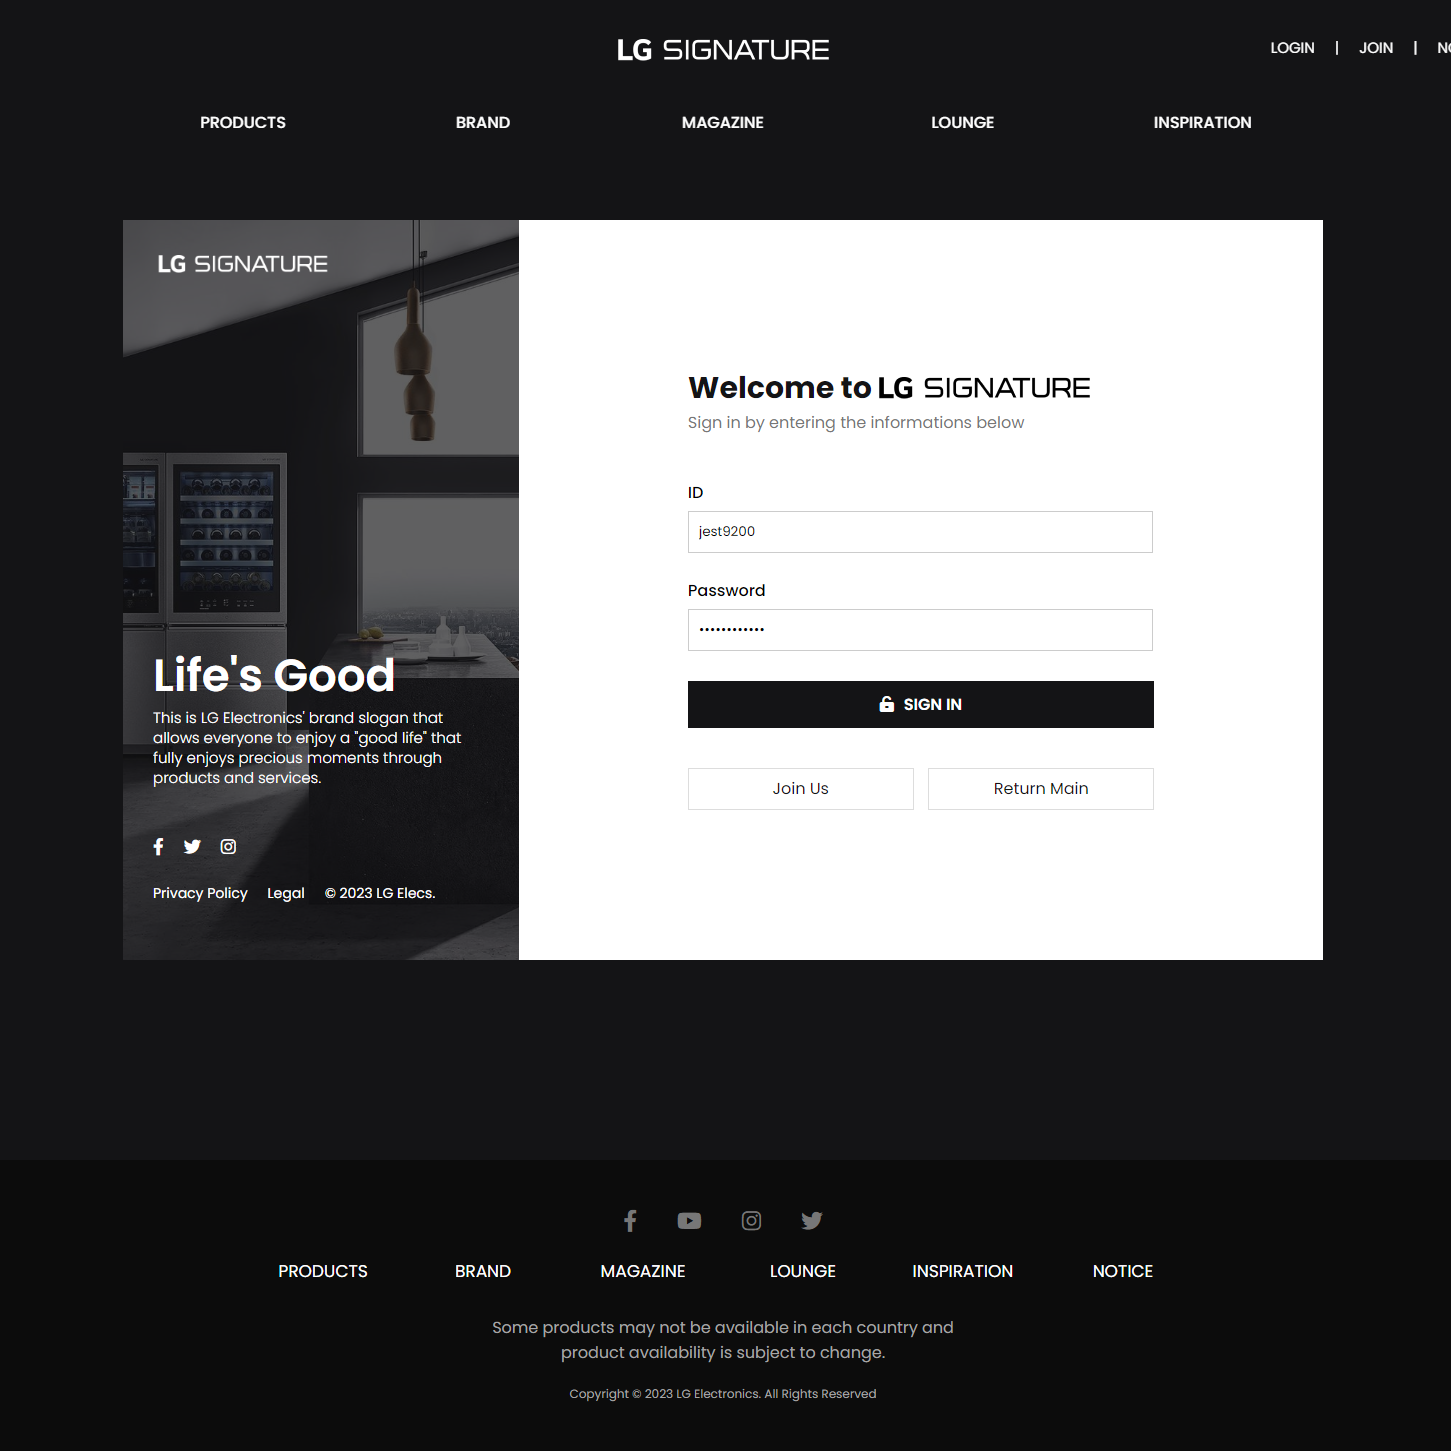 LG SIGNATURE
LOGIN | JOIN | NO
PRODUCTS BRAND MAGAZINE LOUNGE INSPIRATION
LG SIGNATURE
Life's Good
This is LG Electronics' brand slogan that
allows everyone to enjoy a "good life" that
fully enjoys precious moments through
products and services.
Privacy Policy Legal © 2023 LG Elecs.
Welcome to LG SIGNATURE
Sign in by entering the informations below
ID
jest9200
Password
••••••••••••
SIGN IN
Join Us Return Main
PRODUCTS BRAND MAGAZINE LOUNGE INSPIRATION NOTICE
Some products may not be available in each country and
product availability is subject to change.
Copyright © 2023 LG Electronics. All Rights Reserved